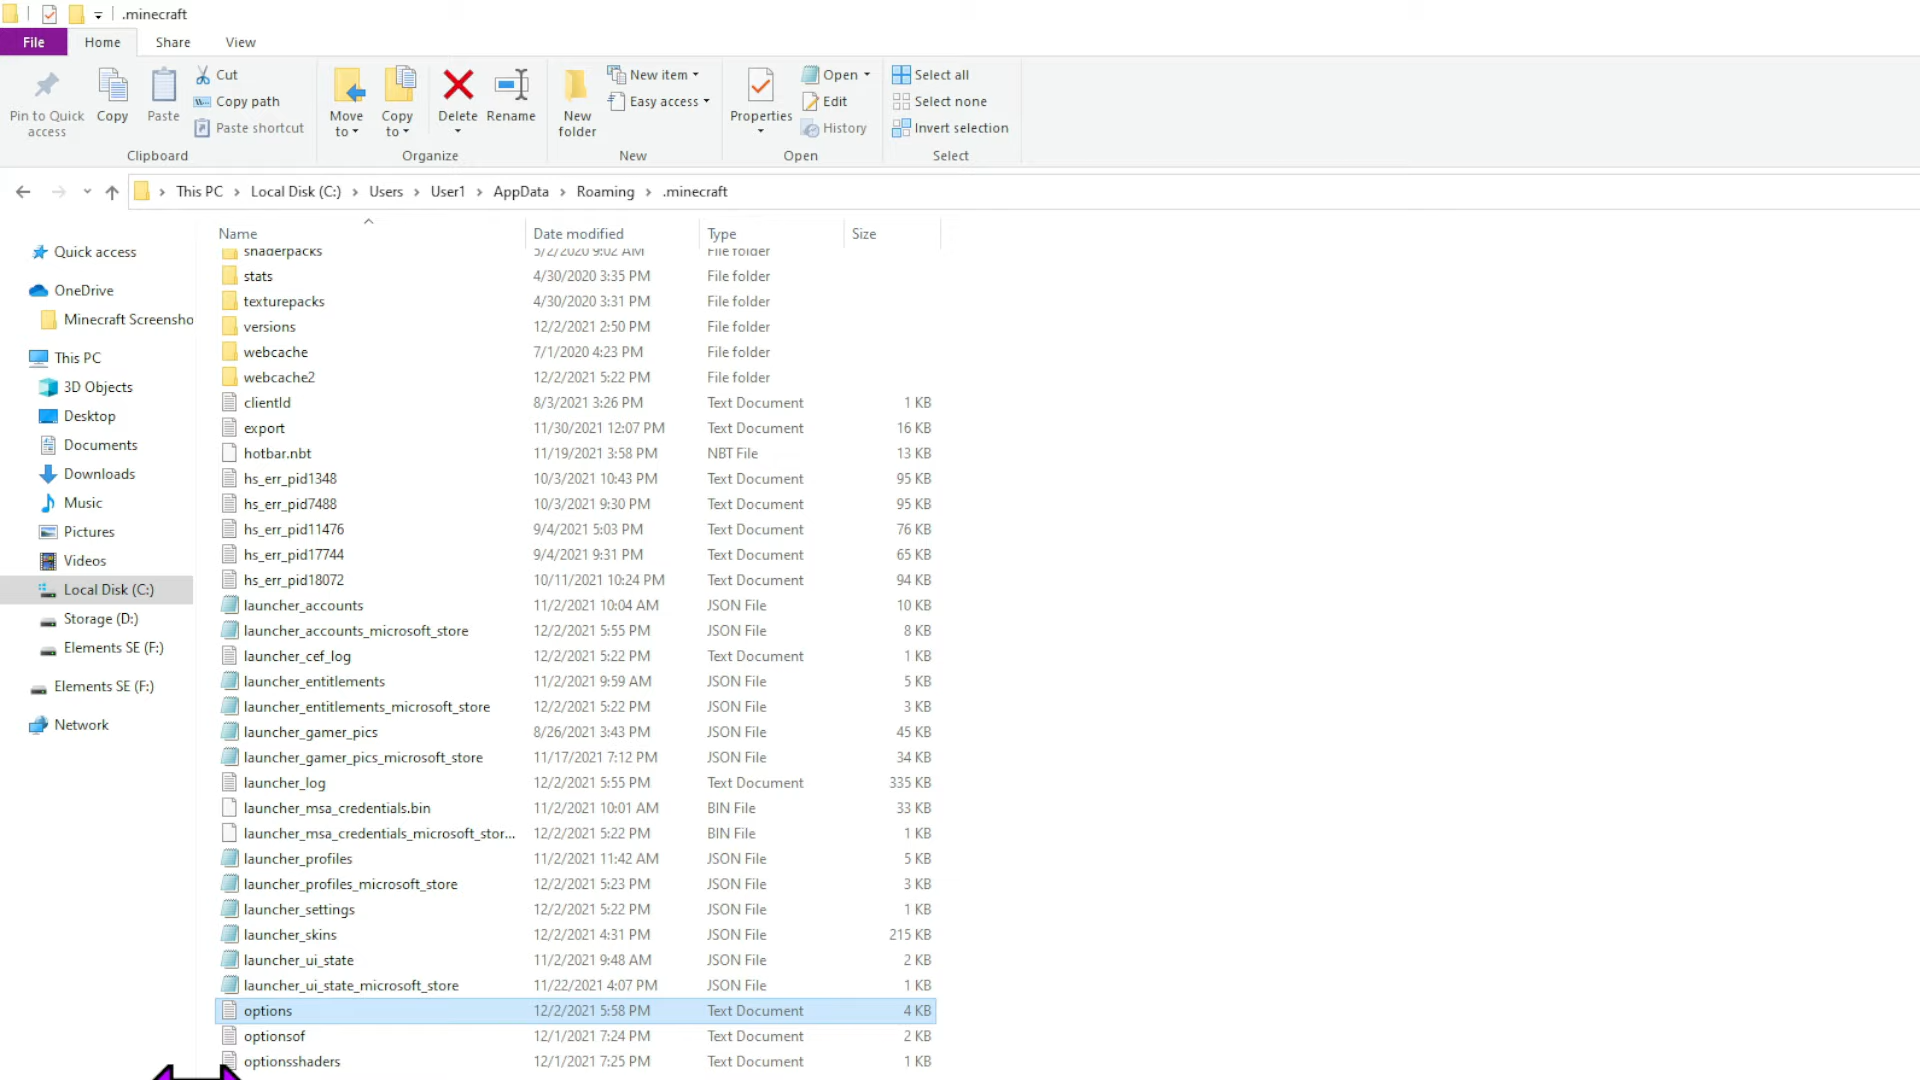 .minecraft
File Home Share View
Pin to Quick access
Copy
Paste
Cut
Copy path
Paste shortcut
Clipboard
Move to
Copy to
Delete
Rename
Organize
New folder
New item
Easy access
New
Properties
Open
Edit
History
Open
Select all
Select none
Invert selection
Select
This PC > Local Disk (C:) > Users > User1 > AppData > Roaming > .minecraft
Quick access
OneDrive
Minecraft Screensho
This PC
3D Objects
Desktop
Documents
Downloads
Music
Pictures
Videos
Local Disk (C:)
Storage (D:)
Elements SE (F:)
Elements SE (F:)
Network
Name Date modified Type Size
shaderpacks 5/2/2020 9:02 AM File folder
stats 4/30/2020 3:35 PM File folder
texturepacks 4/30/2020 3:31 PM File folder
versions 12/2/2021 2:50 PM File folder
webcache 7/1/2020 4:23 PM File folder
webcache2 12/2/2021 5:22 PM File folder
clientId 8/3/2021 3:26 PM Text Document 1 KB
export 11/30/2021 12:07 PM Text Document 16 KB
hotbar.nbt 11/19/2021 3:58 PM NBT File 13 KB
hs_err_pid1348 10/3/2021 10:43 PM Text Document 95 KB
hs_err_pid7488 10/3/2021 9:30 PM Text Document 95 KB
hs_err_pid11476 9/4/2021 5:03 PM Text Document 76 KB
hs_err_pid17744 9/4/2021 9:31 PM Text Document 65 KB
hs_err_pid18072 10/11/2021 10:24 PM Text Document 94 KB
launcher_accounts 11/2/2021 10:04 AM JSON File 10 KB
launcher_accounts_microsoft_store 12/2/2021 5:55 PM JSON File 8 KB
launcher_cef_log 12/2/2021 5:22 PM Text Document 1 KB
launcher_entitlements 11/2/2021 9:59 AM JSON File 5 KB
launcher_entitlements_microsoft_store 12/2/2021 5:22 PM JSON File 3 KB
launcher_gamer_pics 8/26/2021 3:43 PM JSON File 45 KB
launcher_gamer_pics_microsoft_store 11/17/2021 7:12 PM JSON File 34 KB
launcher_log 12/2/2021 5:55 PM Text Document 335 KB
launcher_msa_credentials.bin 11/2/2021 10:01 AM BIN File 33 KB
launcher_msa_credentials_microsoft_stor... 12/2/2021 5:22 PM BIN File 1 KB
launcher_profiles 11/2/2021 11:42 AM JSON File 5 KB
launcher_profiles_microsoft_store 12/2/2021 5:23 PM JSON File 3 KB
launcher_settings 12/2/2021 5:22 PM JSON File 1 KB
launcher_skins 12/2/2021 4:31 PM JSON File 215 KB
launcher_ui_state 11/2/2021 9:48 AM JSON File 2 KB
launcher_ui_state_microsoft_store 11/22/2021 4:07 PM JSON File 1 KB
options 12/2/2021 5:58 PM Text Document 4 KB
optionsof 12/1/2021 7:24 PM Text Document 2 KB
optionsshaders 12/1/2021 7:25 PM Text Document 1 KB